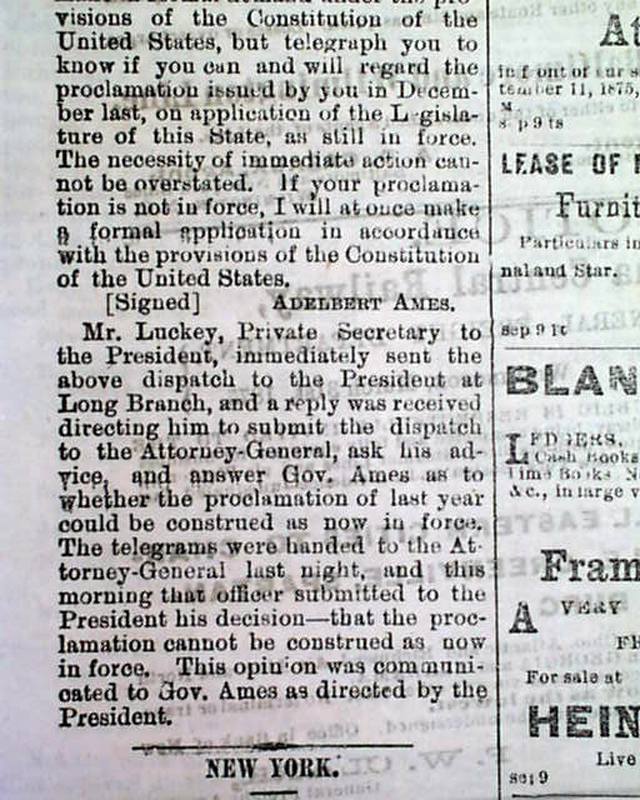 visions of the Constitution of the
United States, but telegraph you to
know if you can and will regard the
proclamation issued by you in Decem-
ber last, on application of the L gisla-
ture of this State, as still in force.
The necessity of immediate action can-
not be overstated. If your proclama-
tion is not in force, I will at once make
a formal application in accordance
with the provisions of the Constitution
of the United States.
[Signed] ADELBERT AMES.
Mr. Luckey, Private Secretary to
the President, immediately sent the
above dispatch to the President at
Long Branch, and a reply was received
directing him to submit the dispatch
to the Attorney-General, ask his ad-
vice, and answer Gov. Ames as to
whether the proclamation of last year
could be construed as now in force.
The telegrams were handed to the At-
torney-General last night, and this
morning that officer submitted to the
President his decision—that the proc-
lamation cannot be construed as now
in force. This opinion was communi-
cated to Gov. Ames as directed by the
President.
NEW YORK.
At
tember 11, 1875,
LEASE OF
Furnit
Particulars in
nal and Star.
sep 9 1t
BLAN
Cash Books
Time Books
&c., in large v
Fram
A VERY
For sale at
HEIN
Live